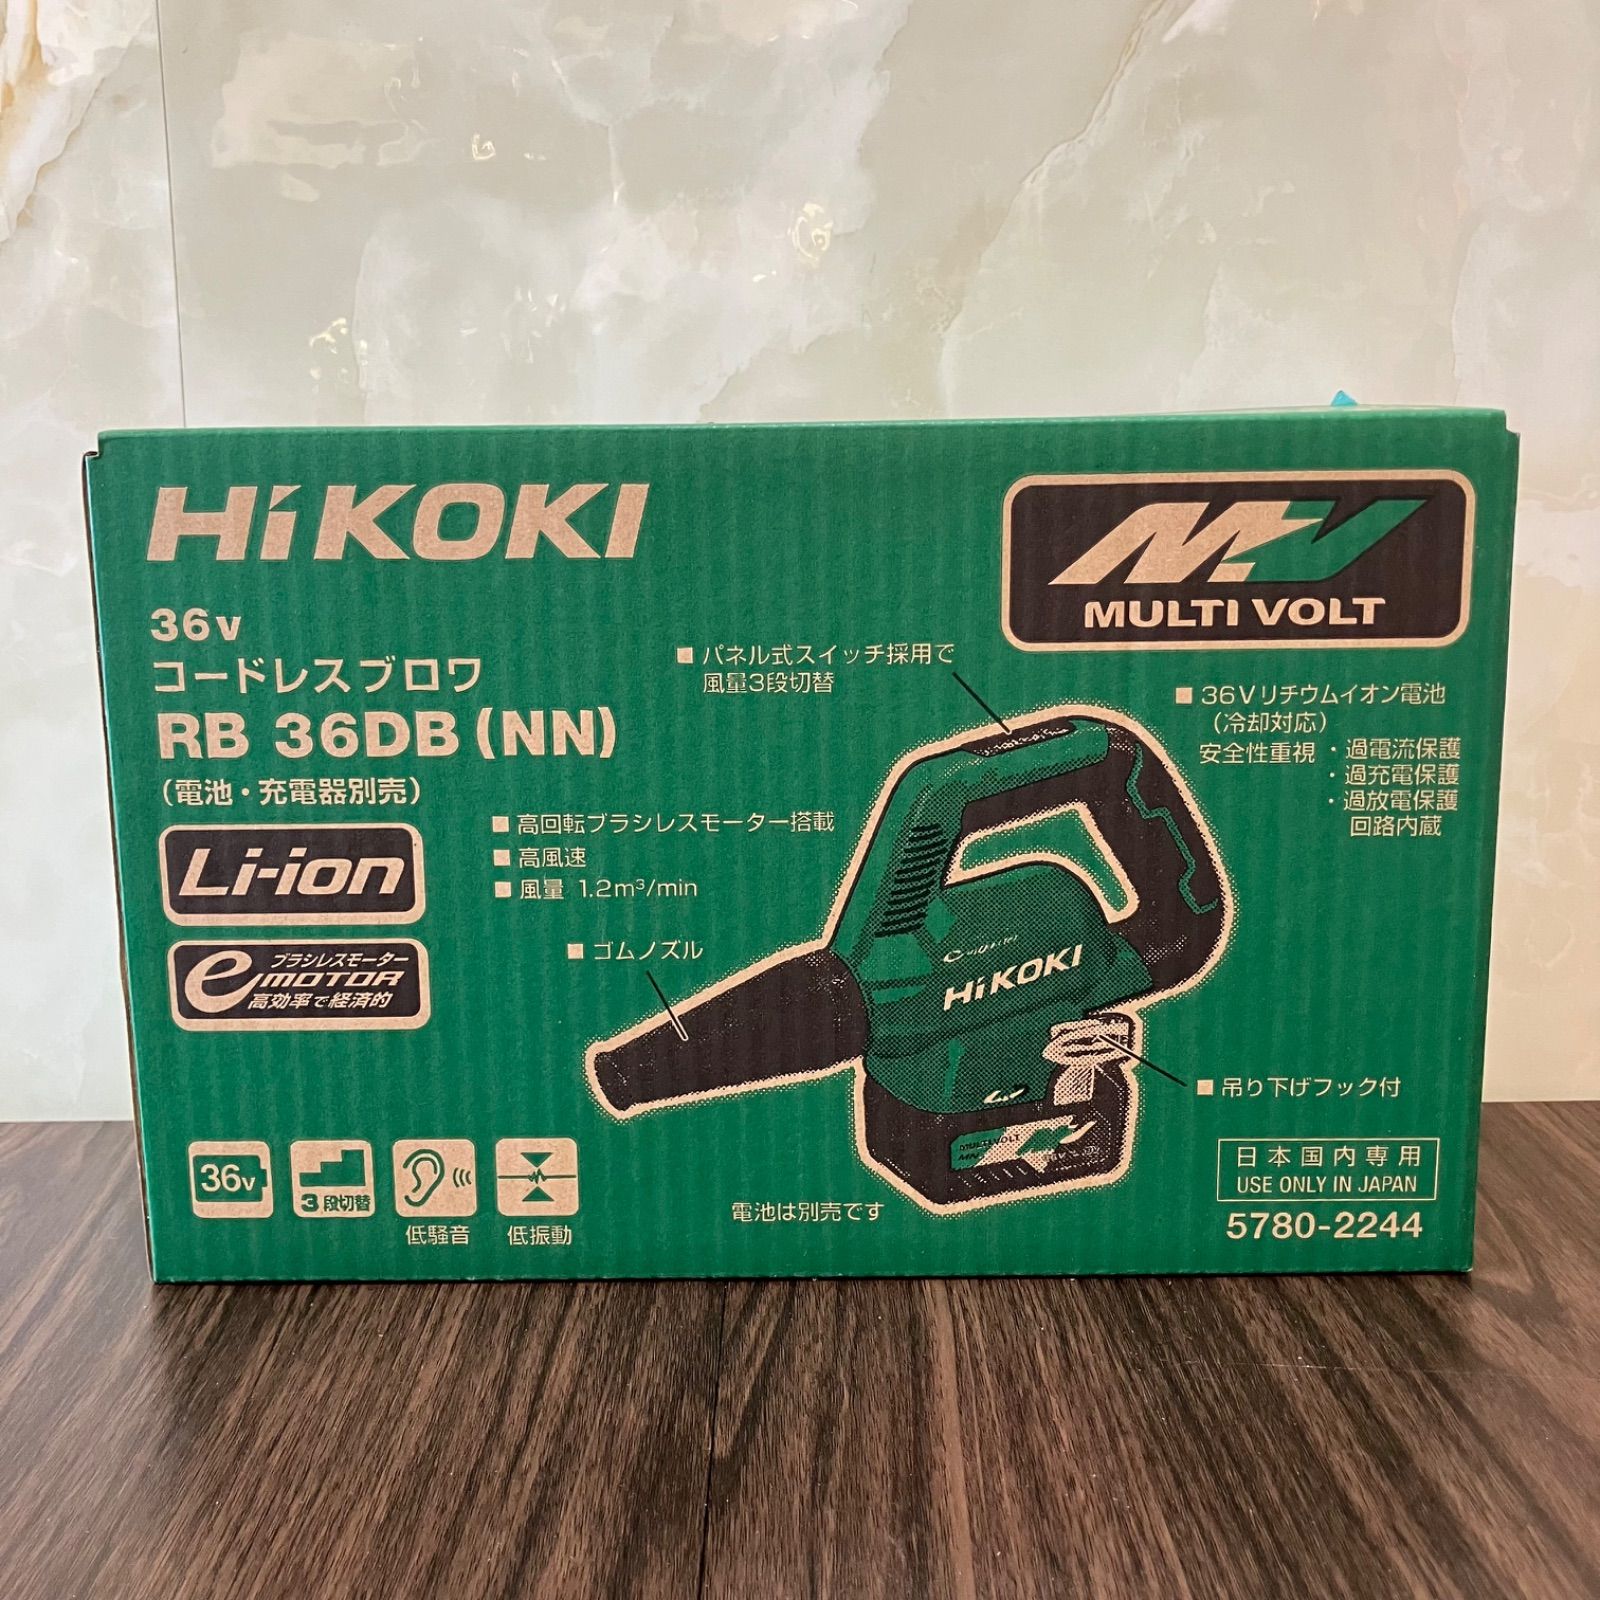 HiKOKI
MV
MULTI VOLT
36V
コードレスブロワ
RB 36DB (NN)
(電池・充電器別売)
Li-ion
ブラシレスモーター
e MOTOR
高効率で経済的
■ パネル式スイッチ採用で
風量3段切替
■ 36Vリチウムイオン電池
(冷却対応)
安全性重視 ・過電流保護
・過充電保護
・過放電保護
回路内蔵
■ 高回転ブラシレスモーター搭載
■ 高風速
■ 風量 1.2m³/min
■ ゴムノズル
HiKOKI
MULTI VOLT
■ 吊り下げフック付
36V
3段切替
低騒音
低振動
電池は別売です
日本国内専用
USE ONLY IN JAPAN
5780-2244